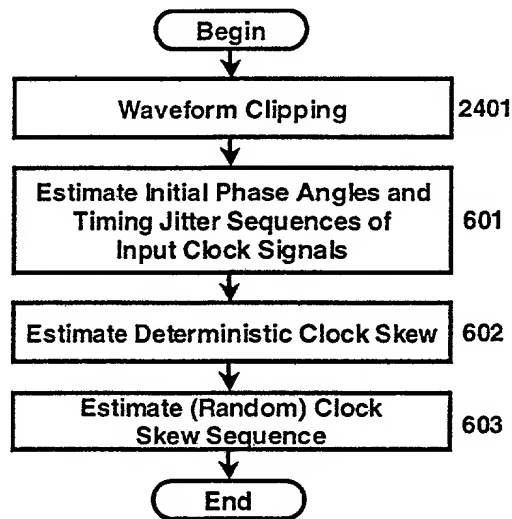 Begin
Waveform Clipping
2401
Estimate Initial Phase Angles and
Timing Jitter Sequences of
Input Clock Signals
601
Estimate Deterministic Clock Skew
602
Estimate (Random) Clock
Skew Sequence
603
End